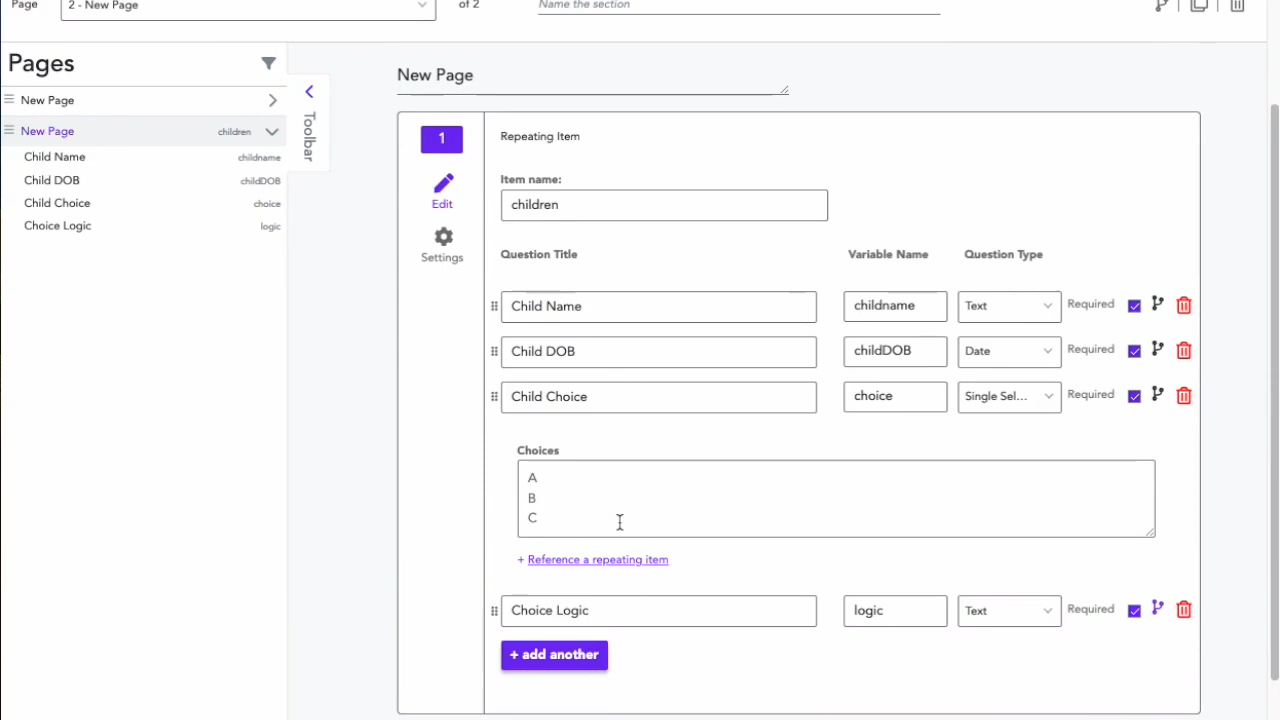 Page 2 - New Page of 2 Name the section
Pages
New Page
New Page children
Child Name childname
Child DOB childDOB
Child Choice choice
Choice Logic logic
Toolbar
New Page
1
Edit
Settings
Repeating Item
Item name:
children
Question Title Variable Name Question Type
Child Name childname Text Required
Child DOB childDOB Date Required
Child Choice choice Single Sel... Required
Choices
A
B
C
+ Reference a repeating item
Choice Logic logic Text Required
+ add another